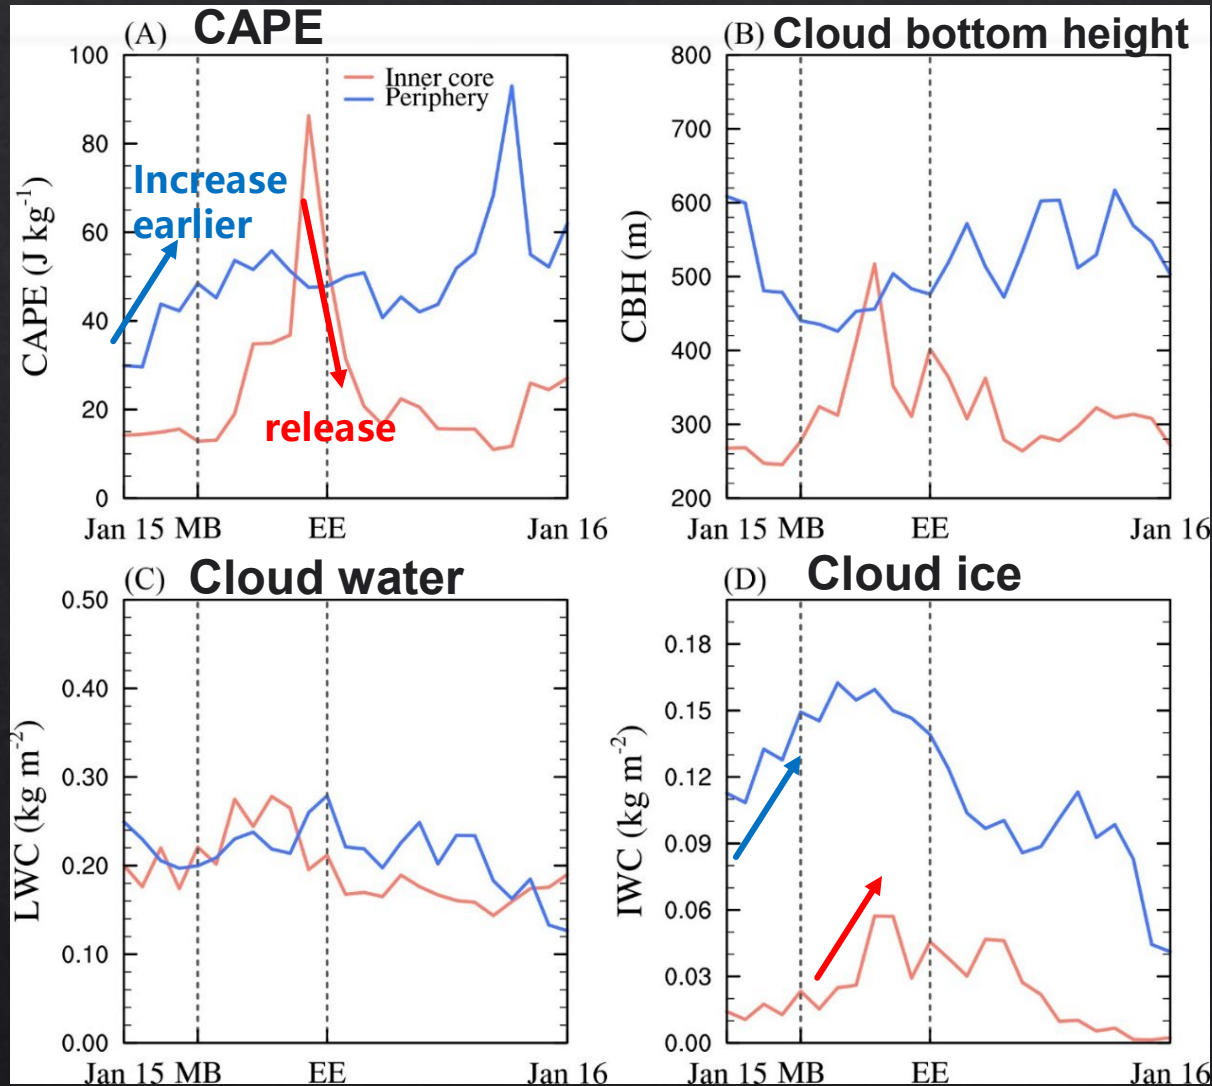 (A) CAPE
100
80
60
40
20
0
CAPE (J kg⁻¹)
Inner core
Periphery
Increase
earlier
release
Jan 15 MB EE Jan 16
(B) Cloud bottom height
800
700
600
500
400
300
200
CBH (m)
Jan 15 MB EE Jan 16
(C) Cloud water
0.50
0.40
0.30
0.20
0.10
0.00
LWC (kg m⁻²)
Jan 15 MB EE Jan 16
(D) Cloud ice
0.18
0.15
0.12
0.09
0.06
0.03
0.00
IWC (kg m⁻²)
Jan 15 MB EE Jan 16